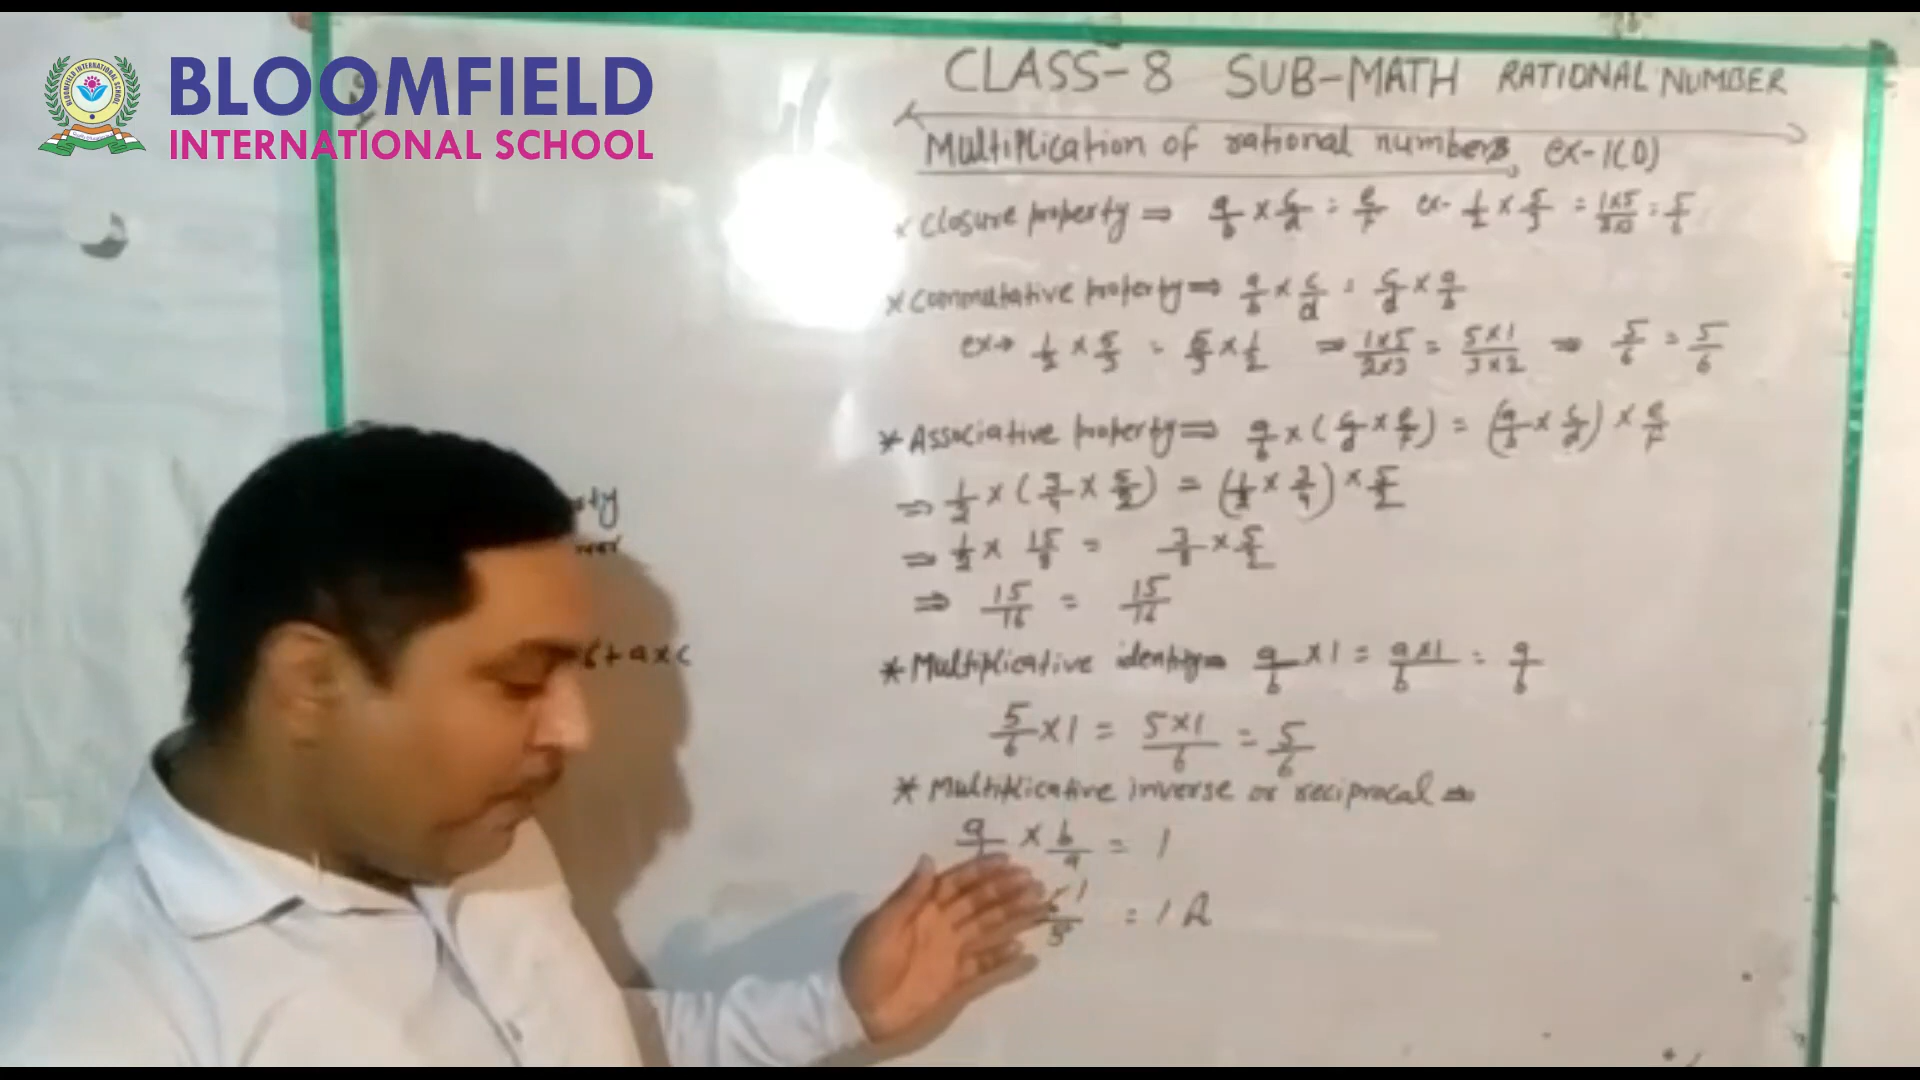 BLOOMFIELD
INTERNATIONAL SCHOOL
CLASS-8 SUB-MATH RATIONAL NUMBER
Multiplication of rational numbers ex-1(D)
* Closure property ⇒ a/b × c/d = e/f ex- 1/2 × 5/3 = 1×5/2×3 = 5/6
* Commutative property ⇒ a/b × c/d = c/d × a/b
ex→ 1/2 × 5/3 = 5/3 × 1/2 ⇒ 1×5/2×3 = 5×1/3×2 ⇒ 5/6 = 5/6
* Associative property ⇒ a/b × (c/d × e/f) = (a/b × c/d) × e/f
⇒ 1/2 × (3/4 × 5/2) = (1/2 × 3/4) × 5/2
⇒ 1/2 × 15/8 = 3/8 × 5/2
⇒ 15/16 = 15/16
* Multiplicative identity ⇒ a/b × 1 = a×1/b = a/b
5/6 × 1 = 5×1/6 = 5/6
* Multiplicative inverse or reciprocal ⇒
a × b/a = 1
= 1
+ a × c